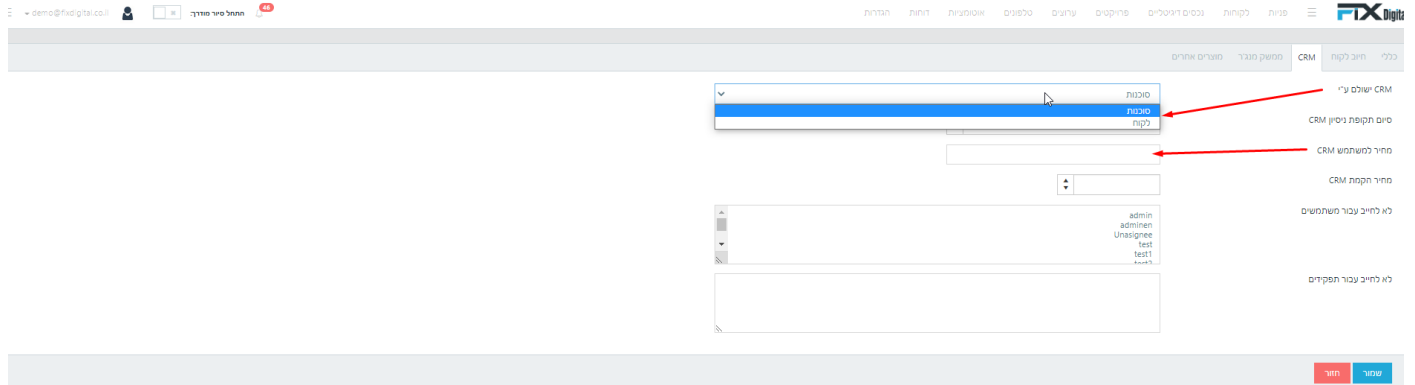 FIX Digita
פניות לקוחות נכסים דיגיטליים פרויקטים ערוצים טלפונים אוטומציות דוחות הגדרות
46
התחל סיור מודרך:
demo@fixdigital.co.il
כללי חיוב לקוח CRM ממשק מנג׳ר מוצרים אחרים
CRM ישולם ע״י
סוכנות
סוכנות
לקוח
סיום תקופת ניסיון CRM
מחיר למשתמש CRM
מחיר הקמת CRM
לא לחייב עבור משתמשים
admin
adminen
Unasignee
test
test1
test2
לא לחייב עבור תפקידים
שמור
חזור